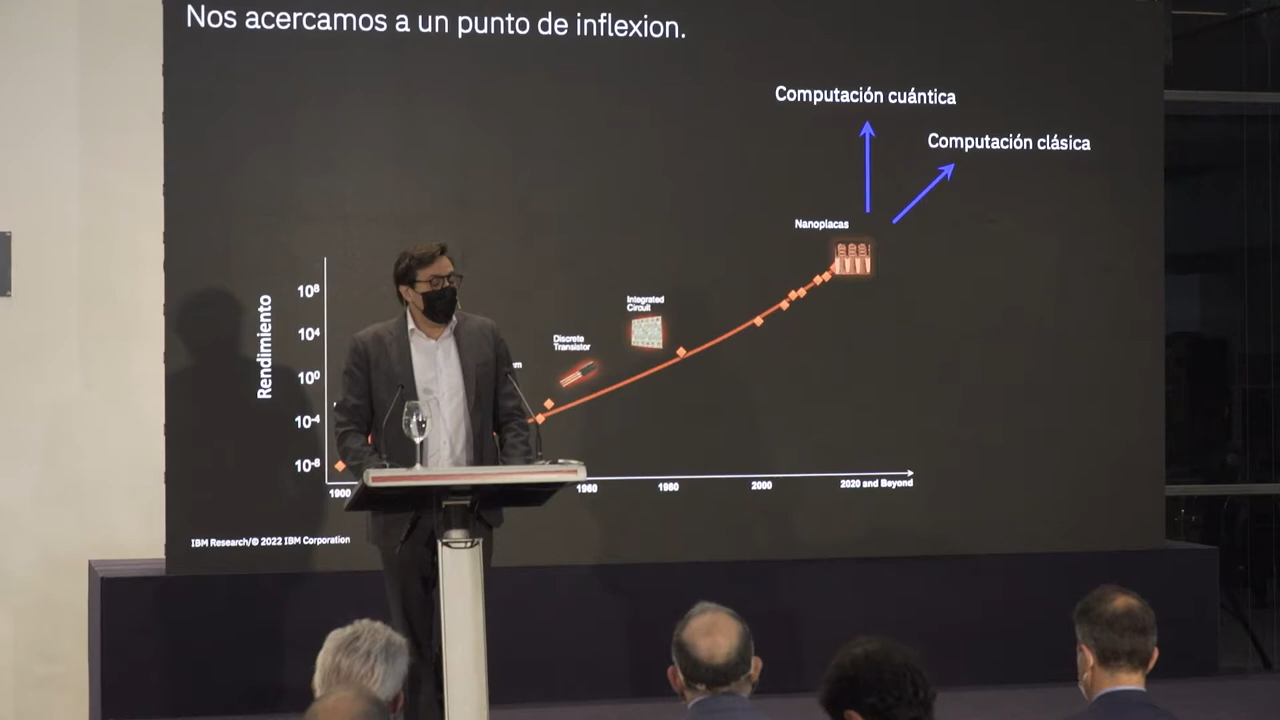 Nos acercamos a un punto de inflexion.
Computación cuántica
Computación clásica
Nanoplacas
Integrated
Circuit
Discrete
Transistor
Rendimiento
10⁸
10⁴
10⁰
10⁻⁴
10⁻⁸
1900
1960
1980
2000
2020 and Beyond
IBM Research/© 2022 IBM Corporation